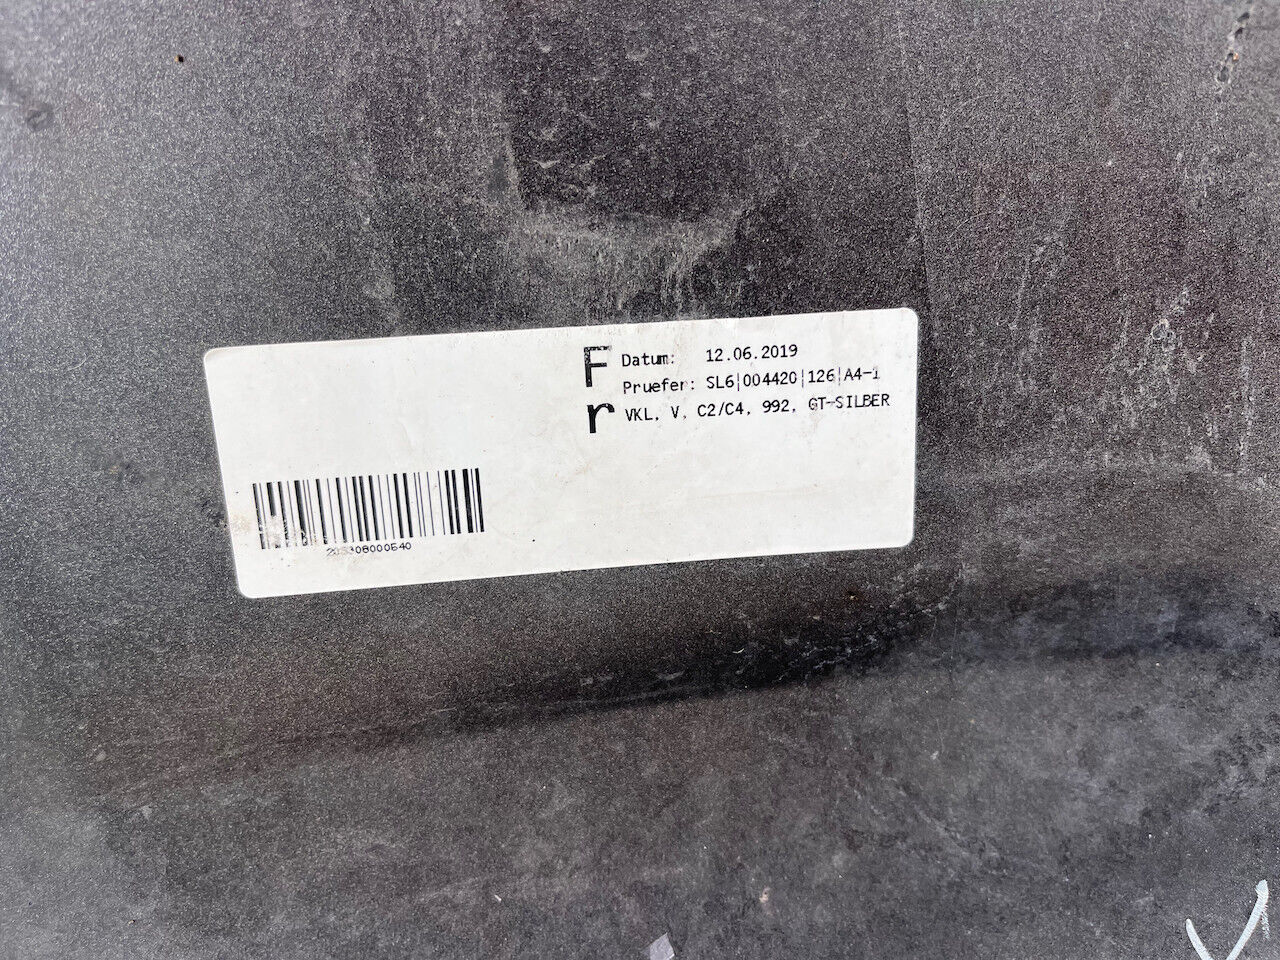 F
r
Datum: 12.06.2019
Pruefer: SL6|004420|126|A4-1
VKL, V, C2/C4, 992, GT-SILBER